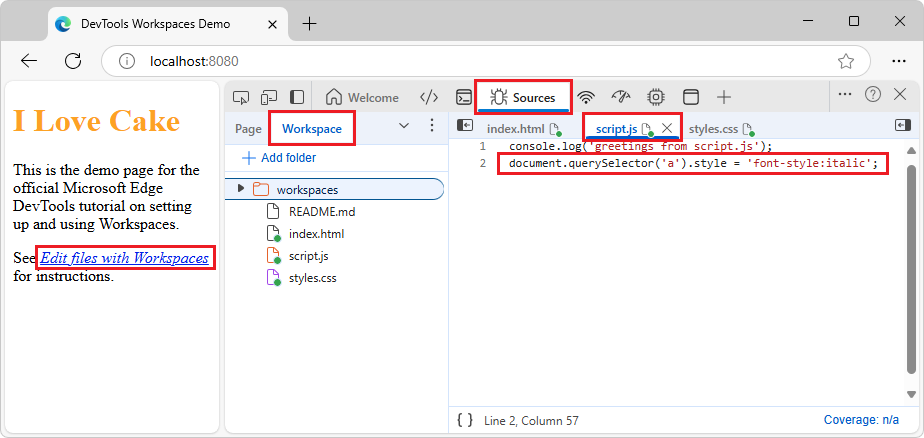 DevTools Workspaces Demo
localhost:8080
I Love Cake
This is the demo page for the
official Microsoft Edge
DevTools tutorial on setting
up and using Workspaces.
See Edit files with Workspaces
for instructions.
Welcome
Sources
Page Workspace
Add folder
workspaces
README.md
index.html
script.js
styles.css
index.html script.js styles.css
1 console.log('greetings from script.js');
2 document.querySelector('a').style = 'font-style:italic';
{ } Line 2, Column 57 Coverage: n/a